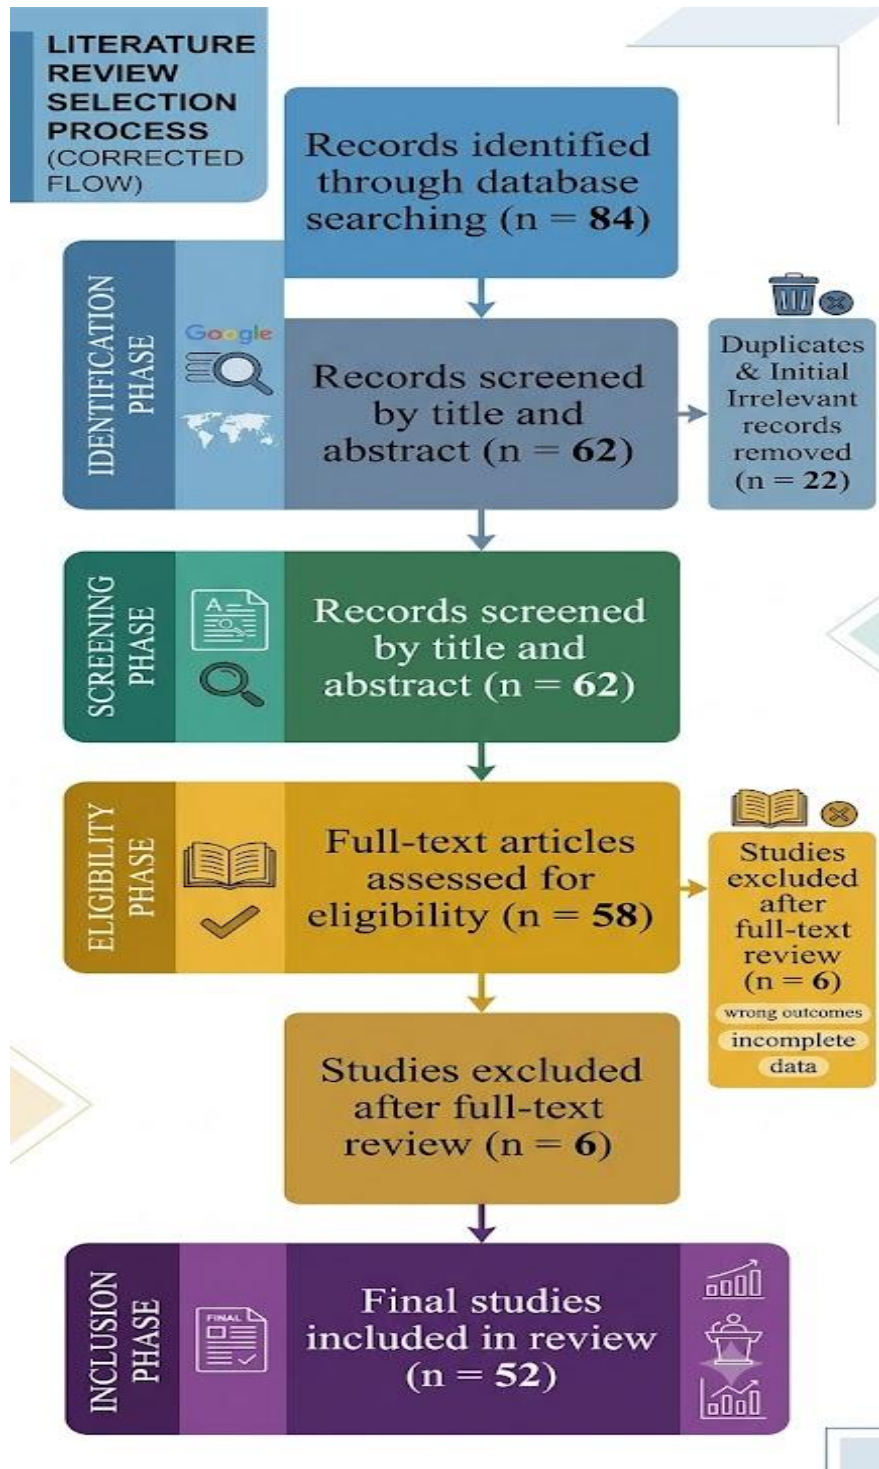 LITERATURE
REVIEW
SELECTION
PROCESS
(CORRECTED
FLOW)
Records identified
through database
searching (n = 84)
IDENTIFICATION
PHASE
Google
Records screened
by title and
abstract (n = 62)
Duplicates
& Initial
Irrelevant
records
removed
(n = 22)
SCREENING
PHASE
A
Records screened
by title and
abstract (n = 62)
ELIGIBILITY
PHASE
Full-text articles
assessed for
eligibility (n = 58)
Studies
excluded
after
full-text
review
(n = 6)
wrong outcomes
incomplete
data
Studies excluded
after full-text
review (n = 6)
INCLUSION
PHASE
FINAL
Final studies
included in review
(n = 52)